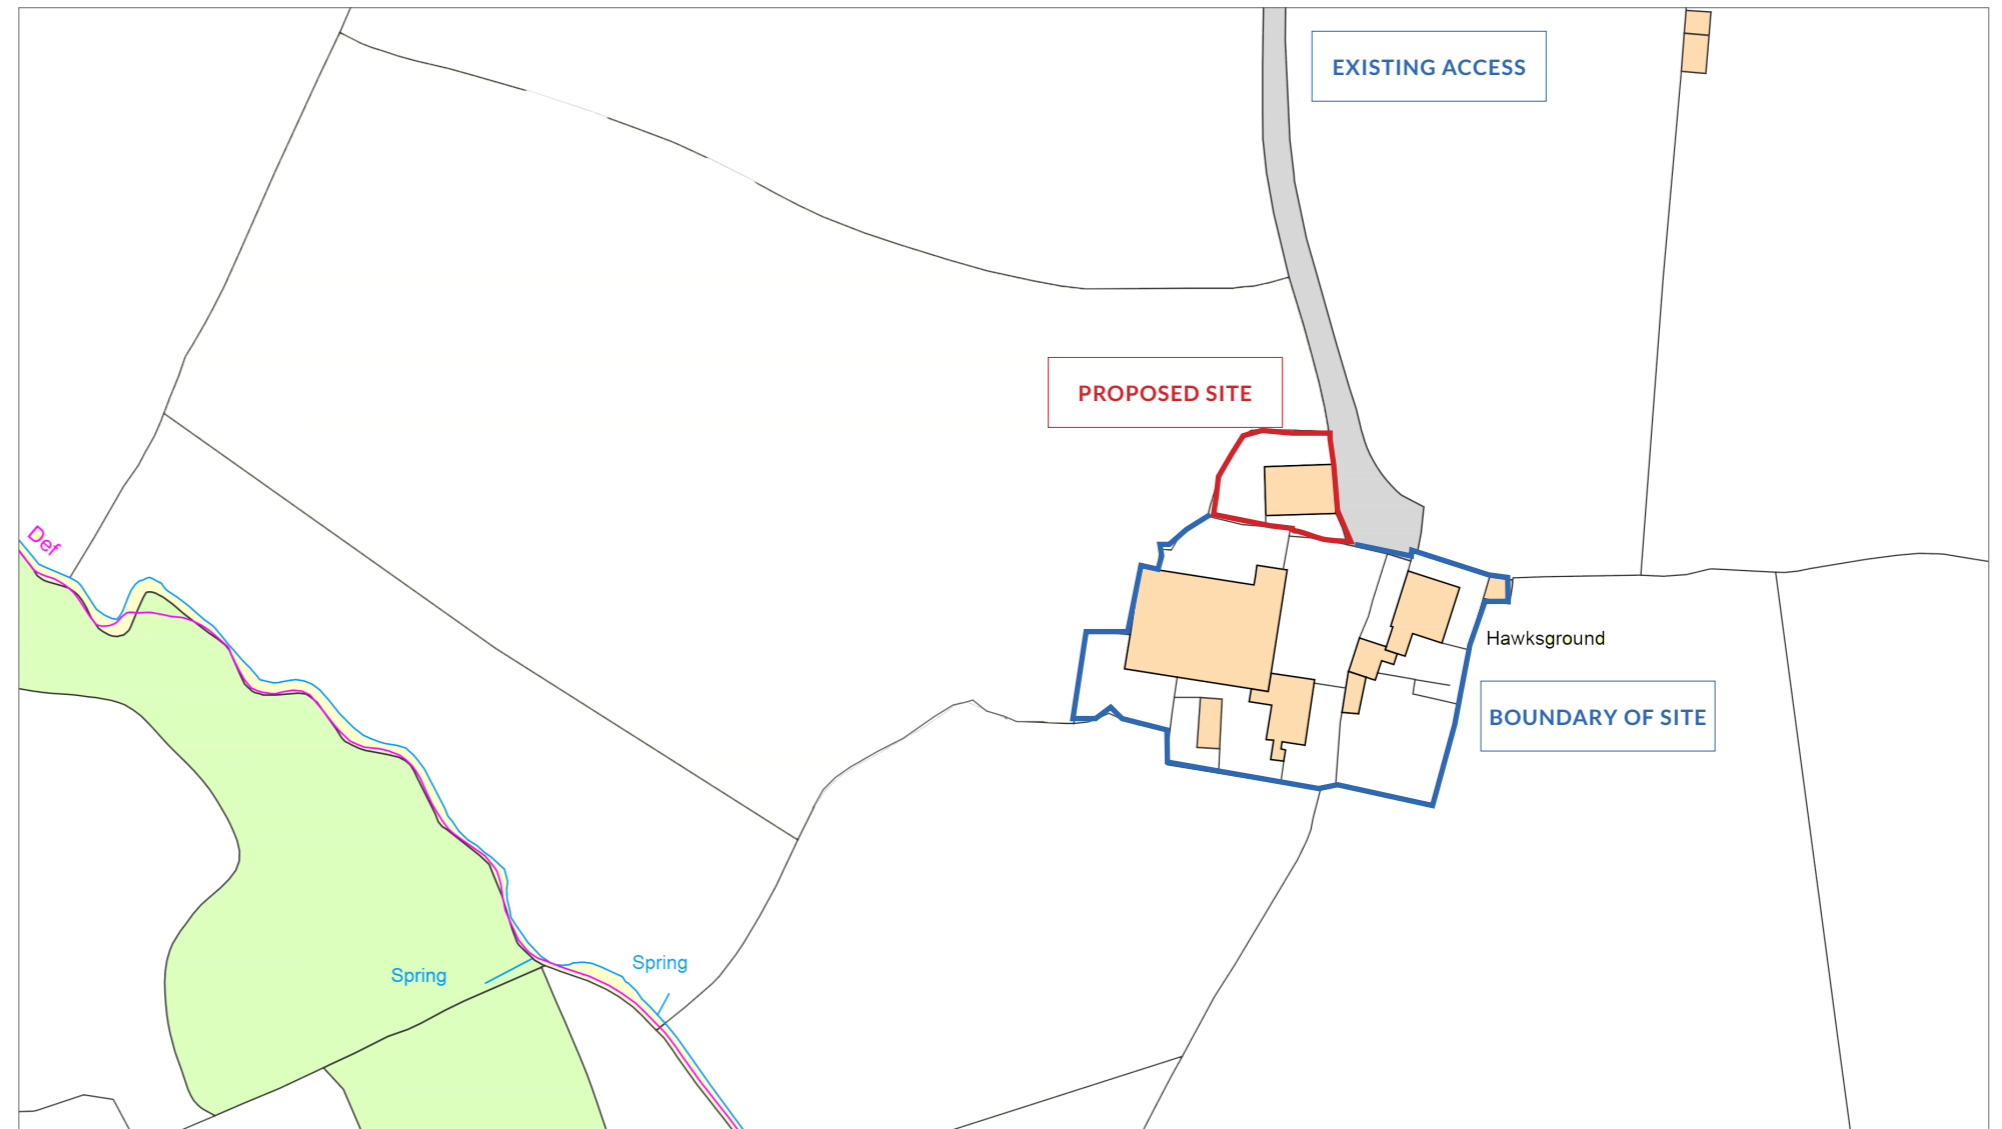 EXISTING ACCESS
PROPOSED SITE
Def
Hawksground
BOUNDARY OF SITE
Spring
Spring